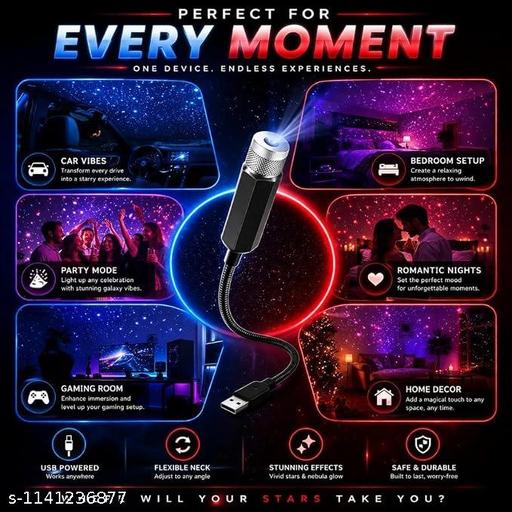 PERFECT FOR
EVERY MOMENT
ONE DEVICE. ENDLESS EXPERIENCES.
CAR VIBES
Transform every drive
into a starry experience.
BEDROOM SETUP
Create a relaxing
atmosphere to unwind.
PARTY MODE
Light up any celebration
with stunning galaxy vibes.
ROMANTIC NIGHTS
Set the perfect mood
for unforgettable moments.
GAMING ROOM
Enhance immersion and
level up your gaming setup.
HOME DECOR
Add a magical touch to any
space, any time.
USB POWERED
Works anywhere
FLEXIBLE NECK
Adjust to any angle
STUNNING EFFECTS
Vivid stars & nebula glow
SAFE & DURABLE
Built to last, worry-free
s-1141236877
WILL YOUR STARS TAKE YOU?